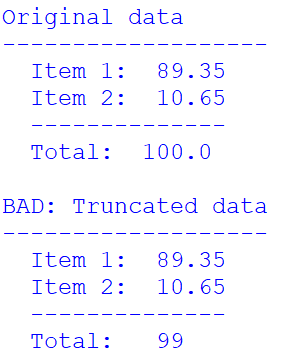 Original data
-------------------
  Item 1:  89.35
  Item 2:  10.65
  --------------
  Total:  100.0

BAD: Truncated data
-------------------
  Item 1:  89.35
  Item 2:  10.65
  --------------
  Total:   99